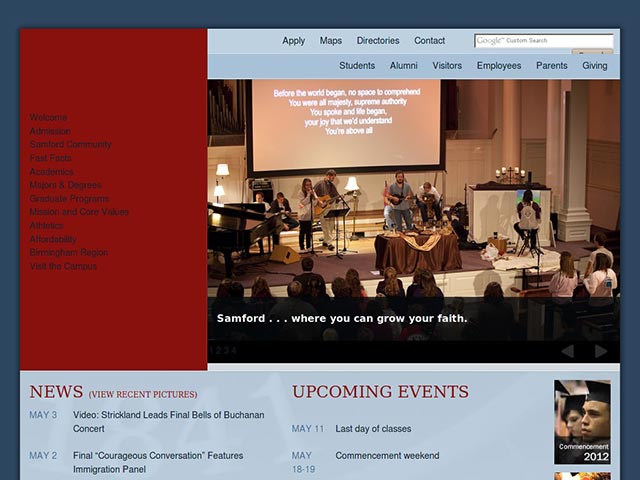 Apply Maps Directories Contact
Google™ Custom Search
Students Alumni Visitors Employees Parents Giving
Welcome
Admission
Samford Community
Fast Facts
Academics
Majors & Degrees
Graduate Programs
Mission and Core Values
Athletics
Affordability
Birmingham Region
Visit the Campus
Before the world began, no space to comprehend
You were all majesty, supreme authority
You spoke and life began,
your joy that we'd understand
You're above all
Samford . . . where you can grow your faith.
1 2 3 4
NEWS (VIEW RECENT PICTURES)
MAY 3 Video: Strickland Leads Final Bells of Buchanan
Concert
MAY 2 Final “Courageous Conversation” Features
Immigration Panel
UPCOMING EVENTS
MAY 11 Last day of classes
MAY Commencement weekend
18-19
Commencement
2012
1841